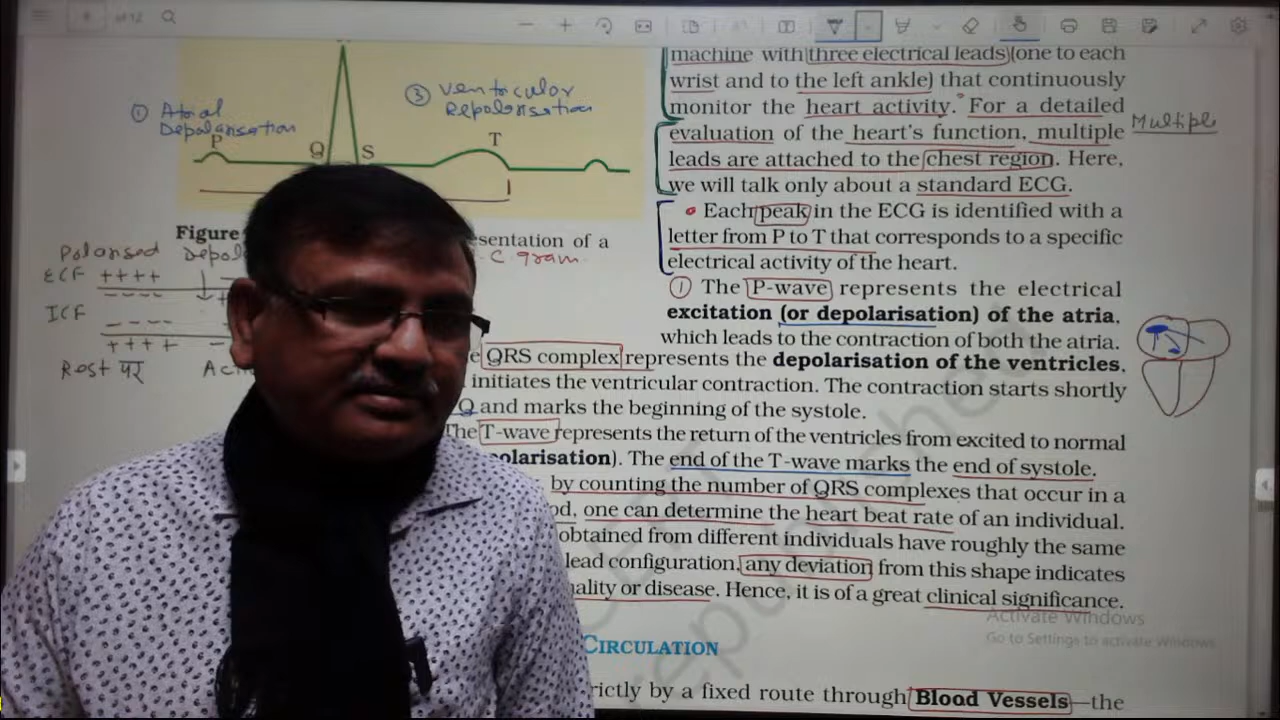 of 12
① Atrial
Depolarisation
③ Ventricular
Repolarisation
P
Q
S
T
Figure
esentation of a
C gram
Polarised
ECF ++++
----
ICF
----
++++
Rest पर
machine with three electrical leads (one to each
wrist and to the left ankle) that continuously
monitor the heart activity. For a detailed
evaluation of the heart's function, multiple
leads are attached to the chest region. Here,
we will talk only about a standard ECG.
Multiple
• Each peak in the ECG is identified with a
letter from P to T that corresponds to a specific
electrical activity of the heart.
① The P-wave represents the electrical
excitation (or depolarisation) of the atria,
which leads to the contraction of both the atria.
QRS complex represents the depolarisation of the ventricles,
initiates the ventricular contraction. The contraction starts shortly
Q and marks the beginning of the systole.
The T-wave represents the return of the ventricles from excited to normal
olarisation). The end of the T-wave marks the end of systole.
by counting the number of QRS complexes that occur in a
od, one can determine the heart beat rate of an individual.
obtained from different individuals have roughly the same
lead configuration, any deviation from this shape indicates
ality or disease. Hence, it is of a great clinical significance.
Activate Windows
Go to Settings to activate Windows.
CIRCULATION
rictly by a fixed route through Blood Vessels—the